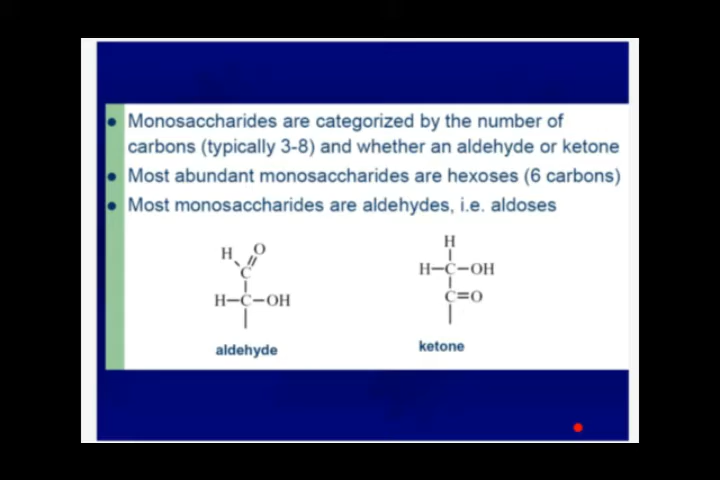 Monosaccharides are categorized by the number of
carbons (typically 3-8) and whether an aldehyde or ketone
Most abundant monosaccharides are hexoses (6 carbons)
Most monosaccharides are aldehydes, i.e. aldoses
H O
C
H-C-OH
aldehyde
H
H-C-OH
C=O
ketone